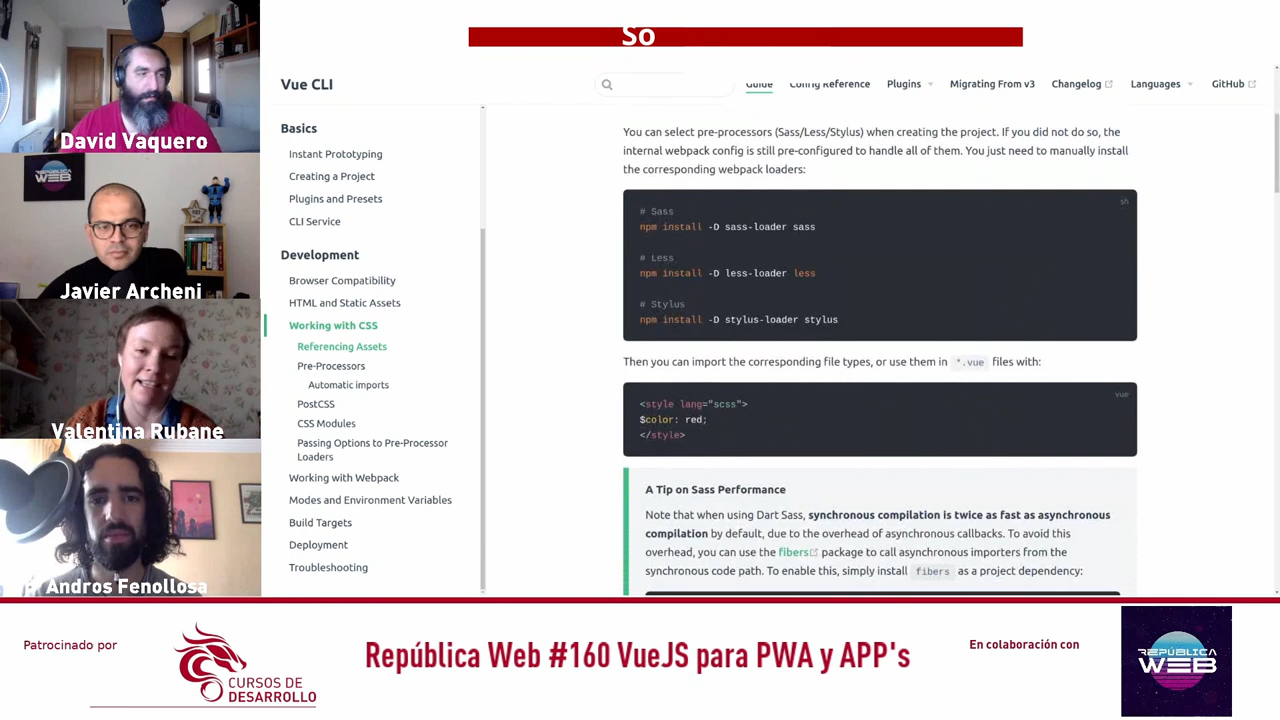 So
David Vaquero
REPÚBLICA
WEB
Javier Archeni
Valentina Rubane
Andros Fenollosa
Vue CLI
Guide
Config Reference
Plugins
Migrating From v3
Changelog
Languages
GitHub
Basics
Instant Prototyping
Creating a Project
Plugins and Presets
CLI Service
Development
Browser Compatibility
HTML and Static Assets
Working with CSS
Referencing Assets
Pre-Processors
Automatic imports
PostCSS
CSS Modules
Passing Options to Pre-Processor
Loaders
Working with Webpack
Modes and Environment Variables
Build Targets
Deployment
Troubleshooting
You can select pre-processors (Sass/Less/Stylus) when creating the project. If you did not do so, the
internal webpack config is still pre-configured to handle all of them. You just need to manually install
the corresponding webpack loaders:
sh
# Sass
npm install -D sass-loader sass
# Less
npm install -D less-loader less
# Stylus
npm install -D stylus-loader stylus
Then you can import the corresponding file types, or use them in *.vue files with:
vue
<style lang="scss">
$color: red;
</style>
A Tip on Sass Performance
Note that when using Dart Sass, synchronous compilation is twice as fast as asynchronous
compilation by default, due to the overhead of asynchronous callbacks. To avoid this
overhead, you can use the fibers package to call asynchronous importers from the
synchronous code path. To enable this, simply install fibers as a project dependency:
Patrocinado por
CURSOS DE
DESARROLLO
República Web #160 VueJS para PWA y APP's
En colaboración con
REPÚBLICA
WEB